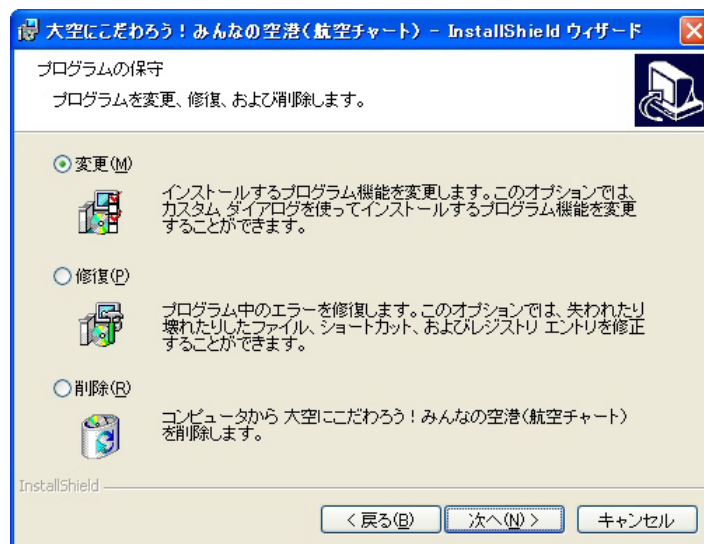 大空にこだわろう！みんなの空港(航空チャート) - InstallShield ウィザード
プログラムの保守
プログラムを変更、修復、および削除します。
変更(M)
インストールするプログラム機能を変更します。このオプションでは、
カスタム ダイアログを使ってインストールするプログラム機能を変更
することができます。
修復(P)
プログラム中のエラーを修復します。このオプションでは、失われたり
壊れたりしたファイル、ショートカット、およびレジストリ エントリを修正
することができます。
削除(R)
コンピュータから 大空にこだわろう！みんなの空港(航空チャート)
を削除します。
InstallShield
< 戻る(B)
次へ(N) >
キャンセル